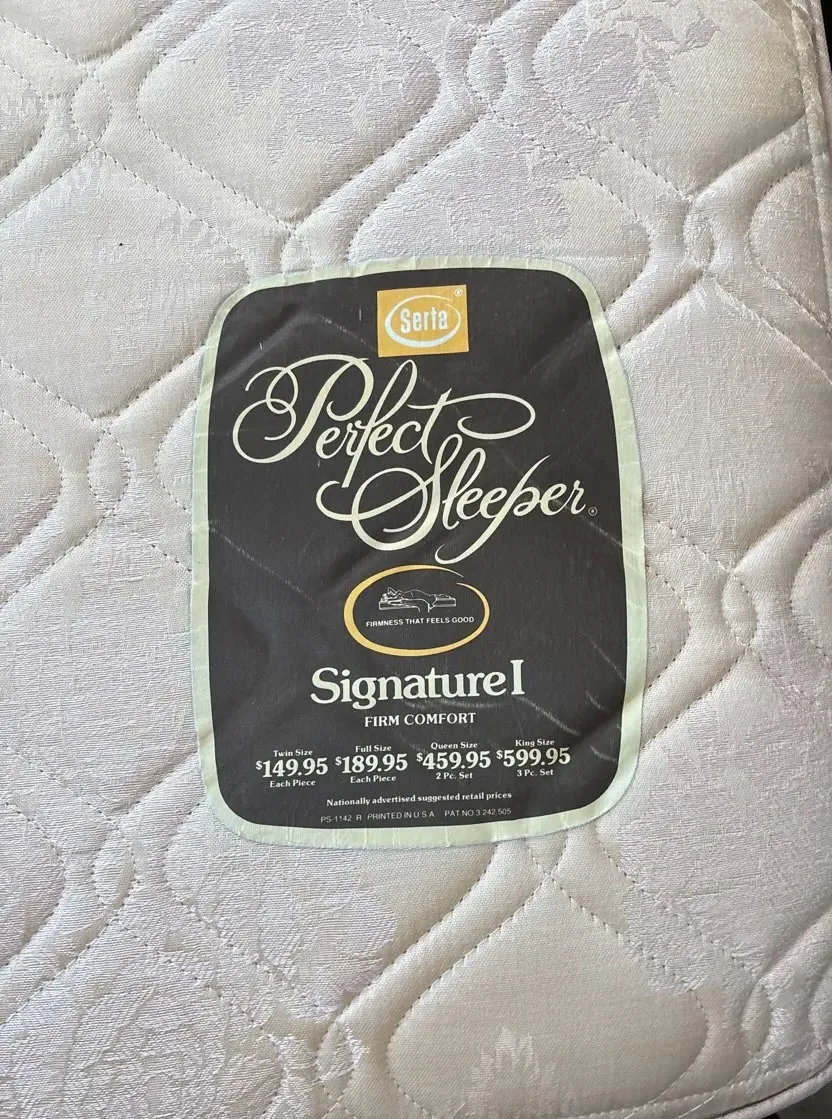 Serta®
Perfect
Sleeper®
FIRMNESS THAT FEELS GOOD
Signature I
FIRM COMFORT
Twin Size Full Size Queen Size King Size
$149.95 $189.95 $459.95 $599.95
Each Piece Each Piece 2 Pc. Set 3 Pc. Set
Nationally advertised suggested retail prices
PS-1142 R PRINTED IN U S A PAT NO 3 242.505